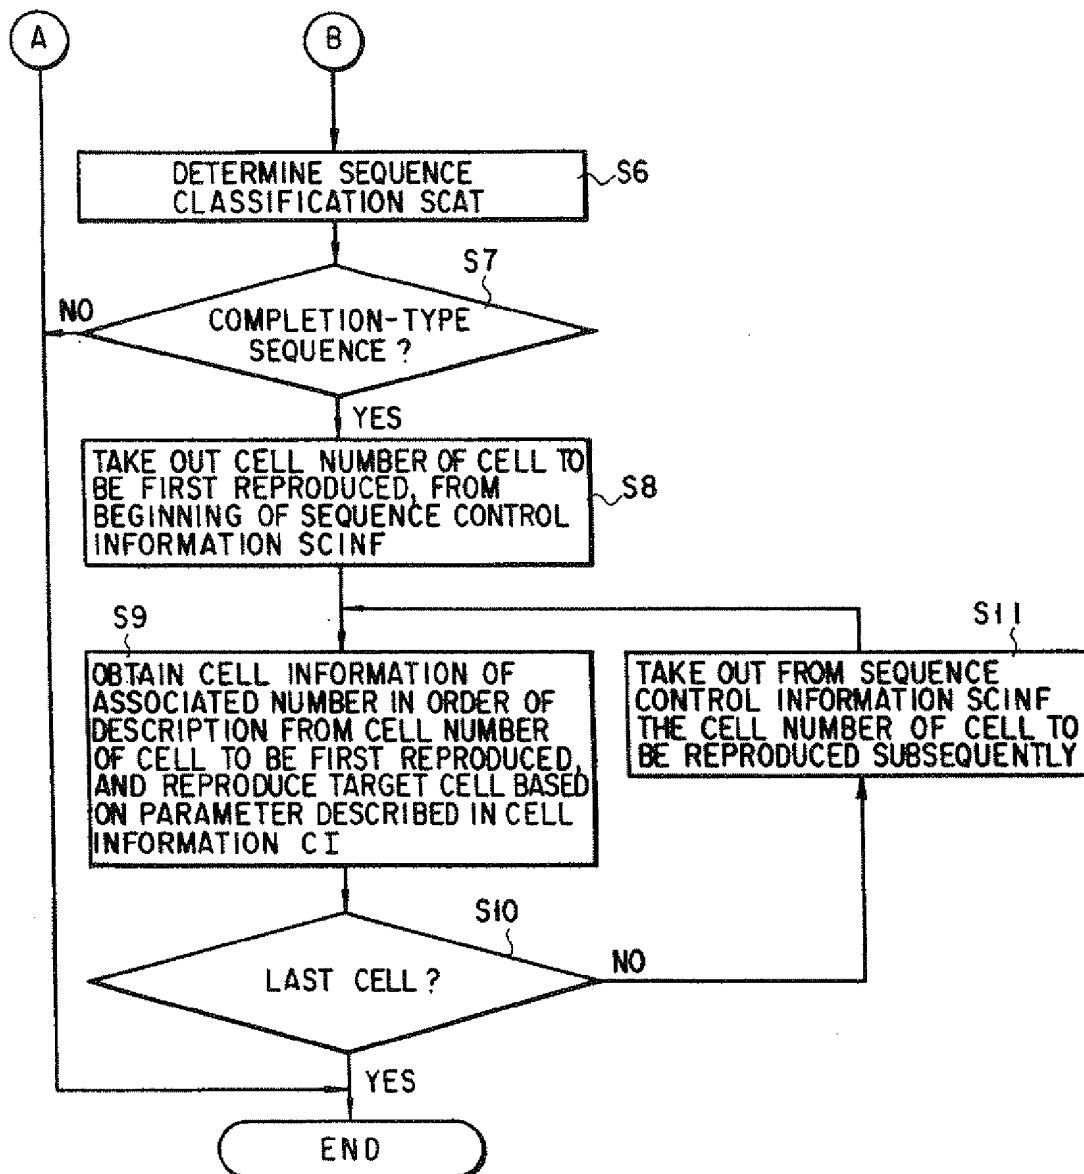 A
B
DETERMINE SEQUENCE
CLASSIFICATION SCAT
S6
S7
NO
COMPLETION-TYPE
SEQUENCE?
YES
TAKE OUT CELL NUMBER OF CELL TO
BE FIRST REPRODUCED, FROM
BEGINNING OF SEQUENCE CONTROL
INFORMATION SCINF
S8
S9
OBTAIN CELL INFORMATION OF
ASSOCIATED NUMBER IN ORDER OF
DESCRIPTION FROM CELL NUMBER
OF CELL TO BE FIRST REPRODUCED,
AND REPRODUCE TARGET CELL BASED
ON PARAMETER DESCRIBED IN CELL
INFORMATION CI
S11
TAKE OUT FROM SEQUENCE
CONTROL INFORMATION SCINF
THE CELL NUMBER OF CELL TO
BE REPRODUCED SUBSEQUENTLY
S10
LAST CELL?
NO
YES
END